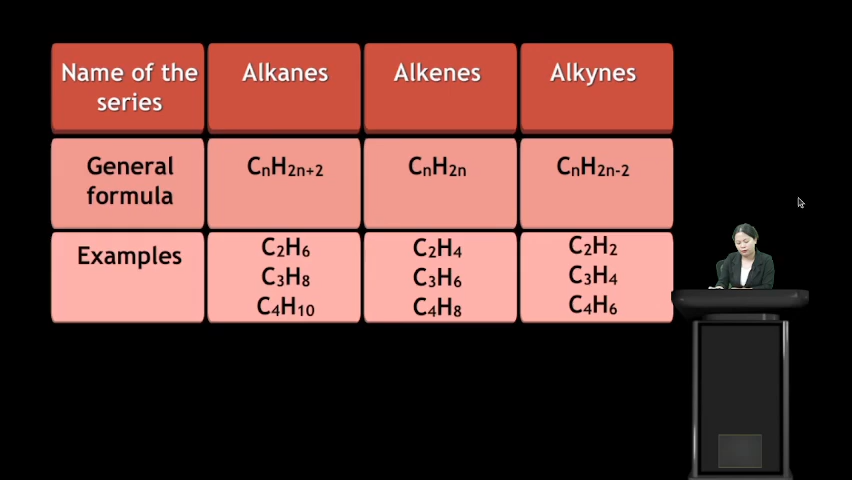 Name of the
series
Alkanes
Alkenes
Alkynes
General
formula
CₙH₂ₙ₊₂
CₙH₂ₙ
CₙH₂ₙ₋₂
Examples
C₂H₆
C₃H₈
C₄H₁₀
C₂H₄
C₃H₆
C₄H₈
C₂H₂
C₃H₄
C₄H₆